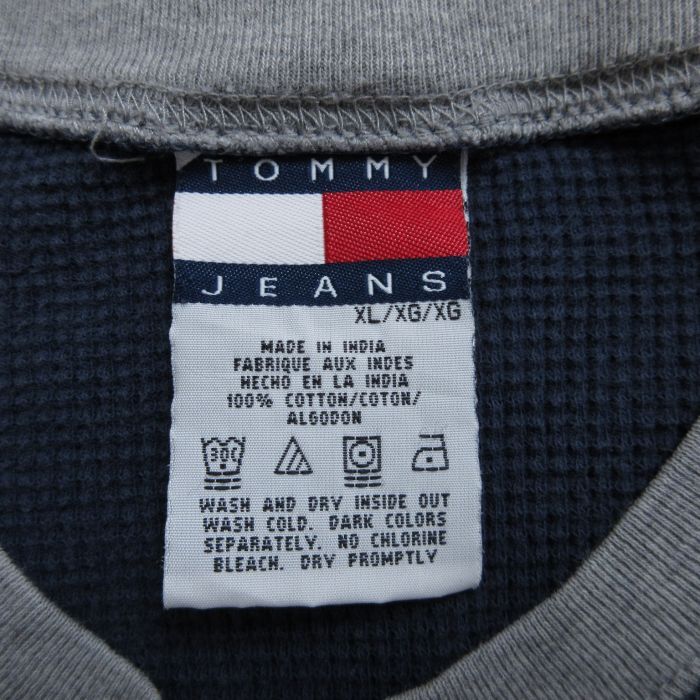 TOMMY
JEANS
XL/XG/XG
MADE IN INDIA
FABRIQUE AUX INDES
HECHO EN LA INDIA
100% COTTON/COTON/
ALGODON
30C
WASH AND DRY INSIDE OUT
WASH COLD. DARK COLORS
SEPARATELY. NO CHLORINE
BLEACH. DRY PROMPTLY